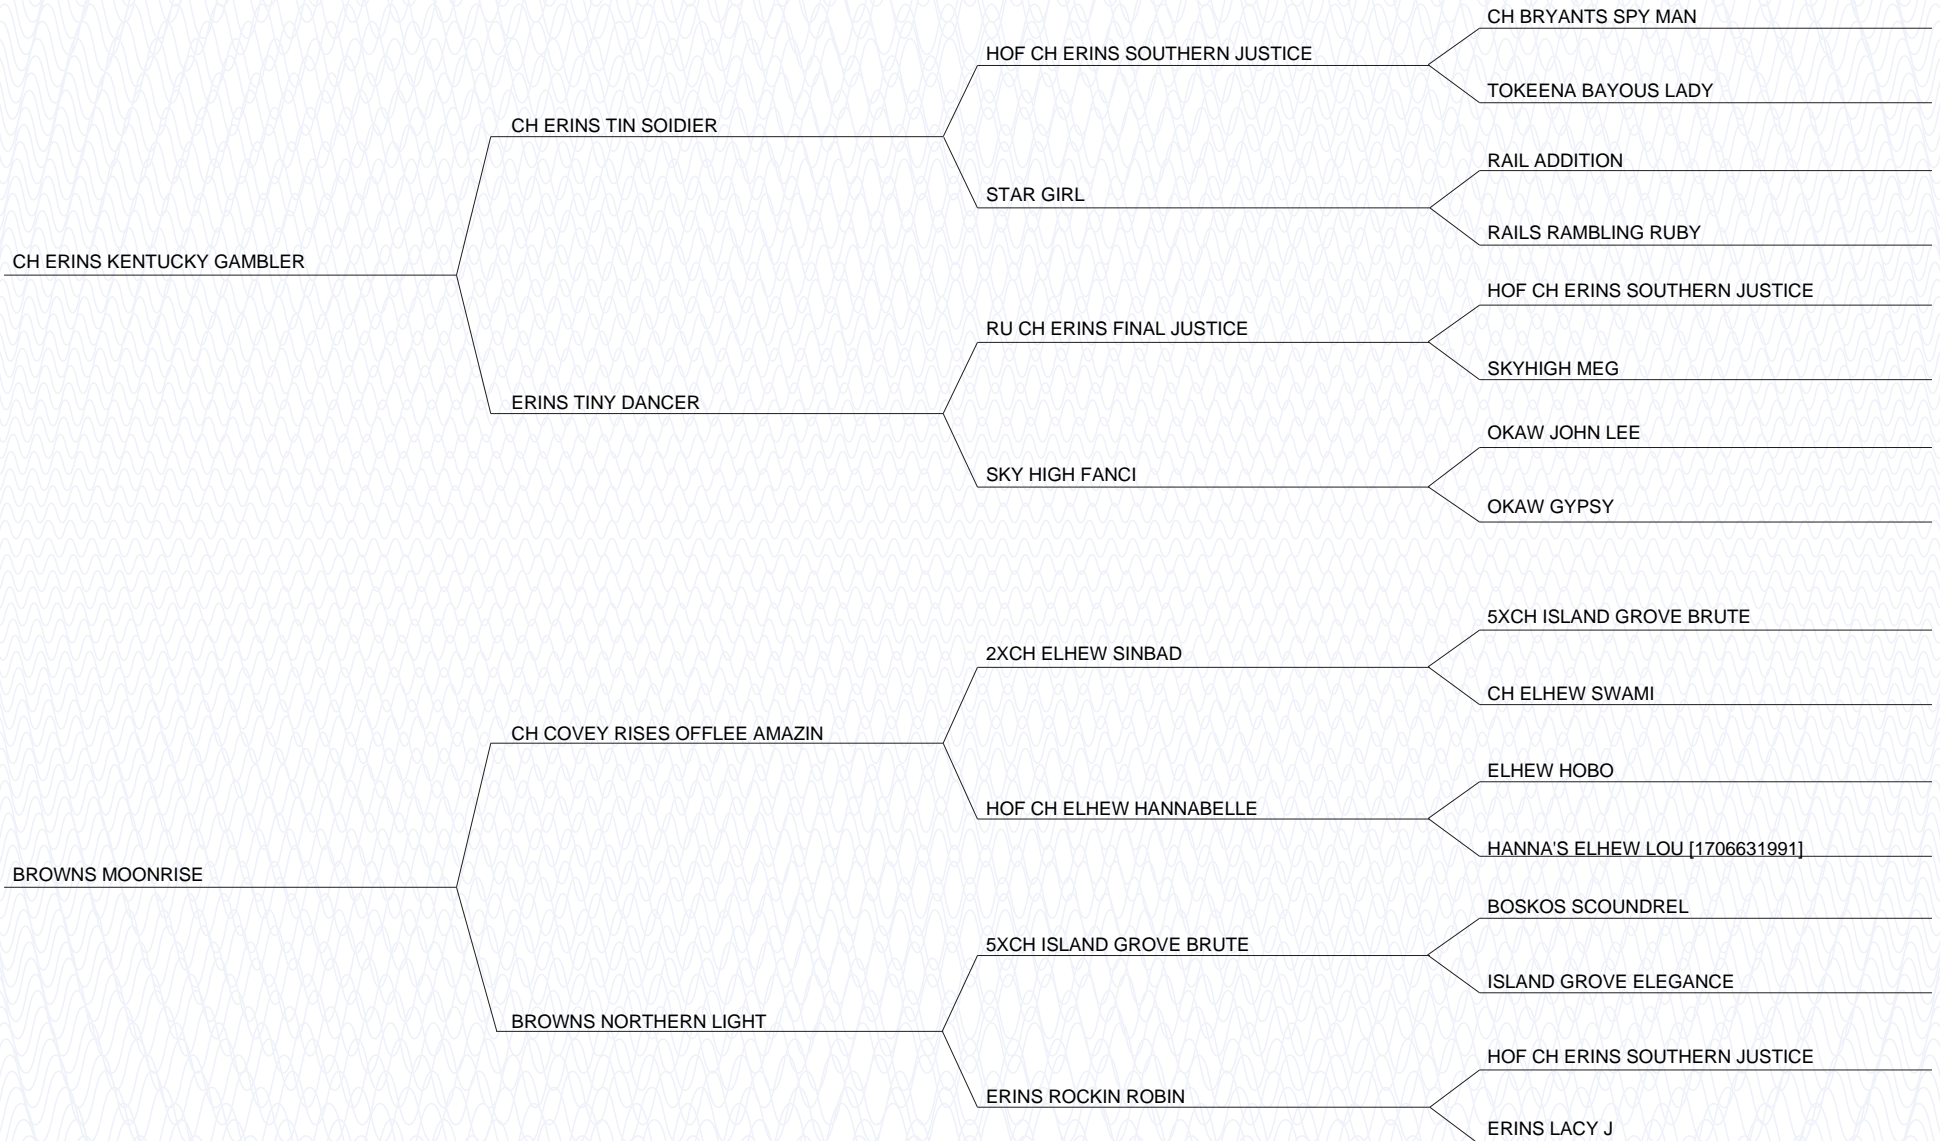 CH BRYANTS SPY MAN
HOF CH ERINS SOUTHERN JUSTICE
TOKEENA BAYOUS LADY
CH ERINS TIN SOIDIER
RAIL ADDITION
STAR GIRL
RAILS RAMBLING RUBY
CH ERINS KENTUCKY GAMBLER
HOF CH ERINS SOUTHERN JUSTICE
RU CH ERINS FINAL JUSTICE
SKYHIGH MEG
ERINS TINY DANCER
OKAW JOHN LEE
SKY HIGH FANCI
OKAW GYPSY
5XCH ISLAND GROVE BRUTE
2XCH ELHEW SINBAD
CH ELHEW SWAMI
CH COVEY RISES OFFLEE AMAZIN
ELHEW HOBO
HOF CH ELHEW HANNABELLE
HANNA'S ELHEW LOU [1706631991]
BROWNS MOONRISE
BOSKOS SCOUNDREL
5XCH ISLAND GROVE BRUTE
ISLAND GROVE ELEGANCE
BROWNS NORTHERN LIGHT
HOF CH ERINS SOUTHERN JUSTICE
ERINS ROCKIN ROBIN
ERINS LACY J